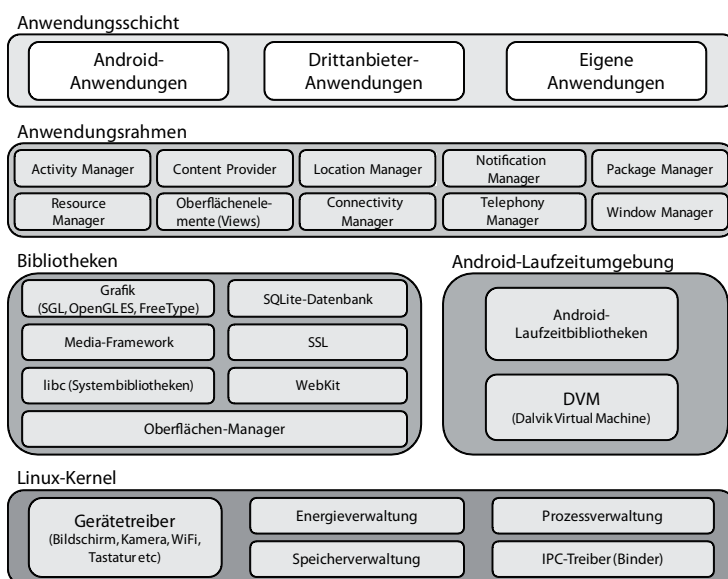 Anwendungsschicht
Android-
Anwendungen
Drittanbieter-
Anwendungen
Eigene
Anwendungen
Anwendungsrahmen
Activity Manager
Content Provider
Location Manager
Notification
Manager
Package Manager
Resource
Manager
Oberflächenele-
mente (Views)
Connectivity
Manager
Telephony
Manager
Window Manager
Bibliotheken
Grafik
(SGL, OpenGL ES, FreeType)
SQLite-Datenbank
Media-Framework
SSL
libc (Systembibliotheken)
WebKit
Oberflächen-Manager
Android-Laufzeitumgebung
Android-
Laufzeitbibliotheken
DVM
(Dalvik Virtual Machine)
Linux-Kernel
Gerätetreiber
(Bildschirm, Kamera, WiFi,
Tastatur etc)
Energieverwaltung
Prozessverwaltung
Speicherverwaltung
IPC-Treiber (Binder)